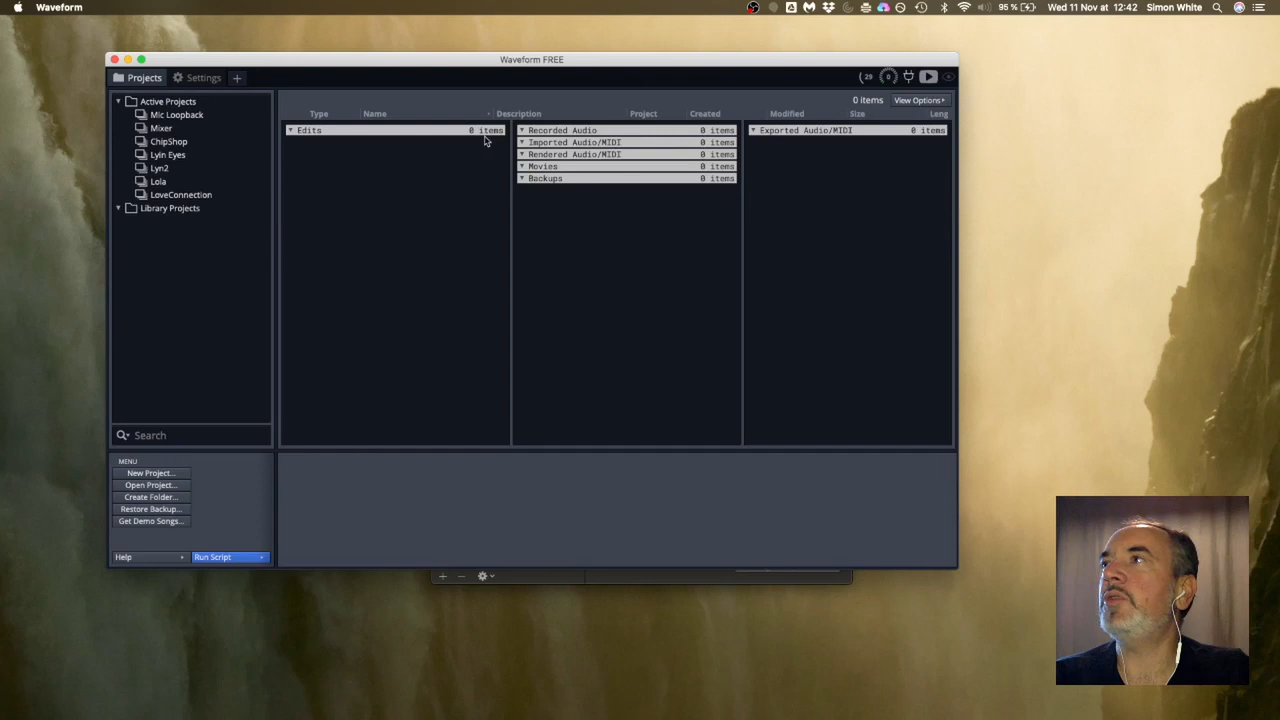 Waveform
95 %
Wed 11 Nov at 12:42
Simon White
Waveform FREE
Projects
Settings
+
29
0
0 items
View Options
Type
Name
Description
Project
Created
Modified
Size
Leng
Active Projects
Mic Loopback
Mixer
ChipShop
Lyin Eyes
Lyn2
Lola
LoveConnection
Library Projects
Edits 0 items
Recorded Audio 0 items
Imported Audio/MIDI 0 items
Rendered Audio/MIDI 0 items
Movies 0 items
Backups 0 items
Exported Audio/MIDI 0 items
Search
MENU
New Project...
Open Project...
Create Folder...
Restore Backup...
Get Demo Songs...
Help
Run Script